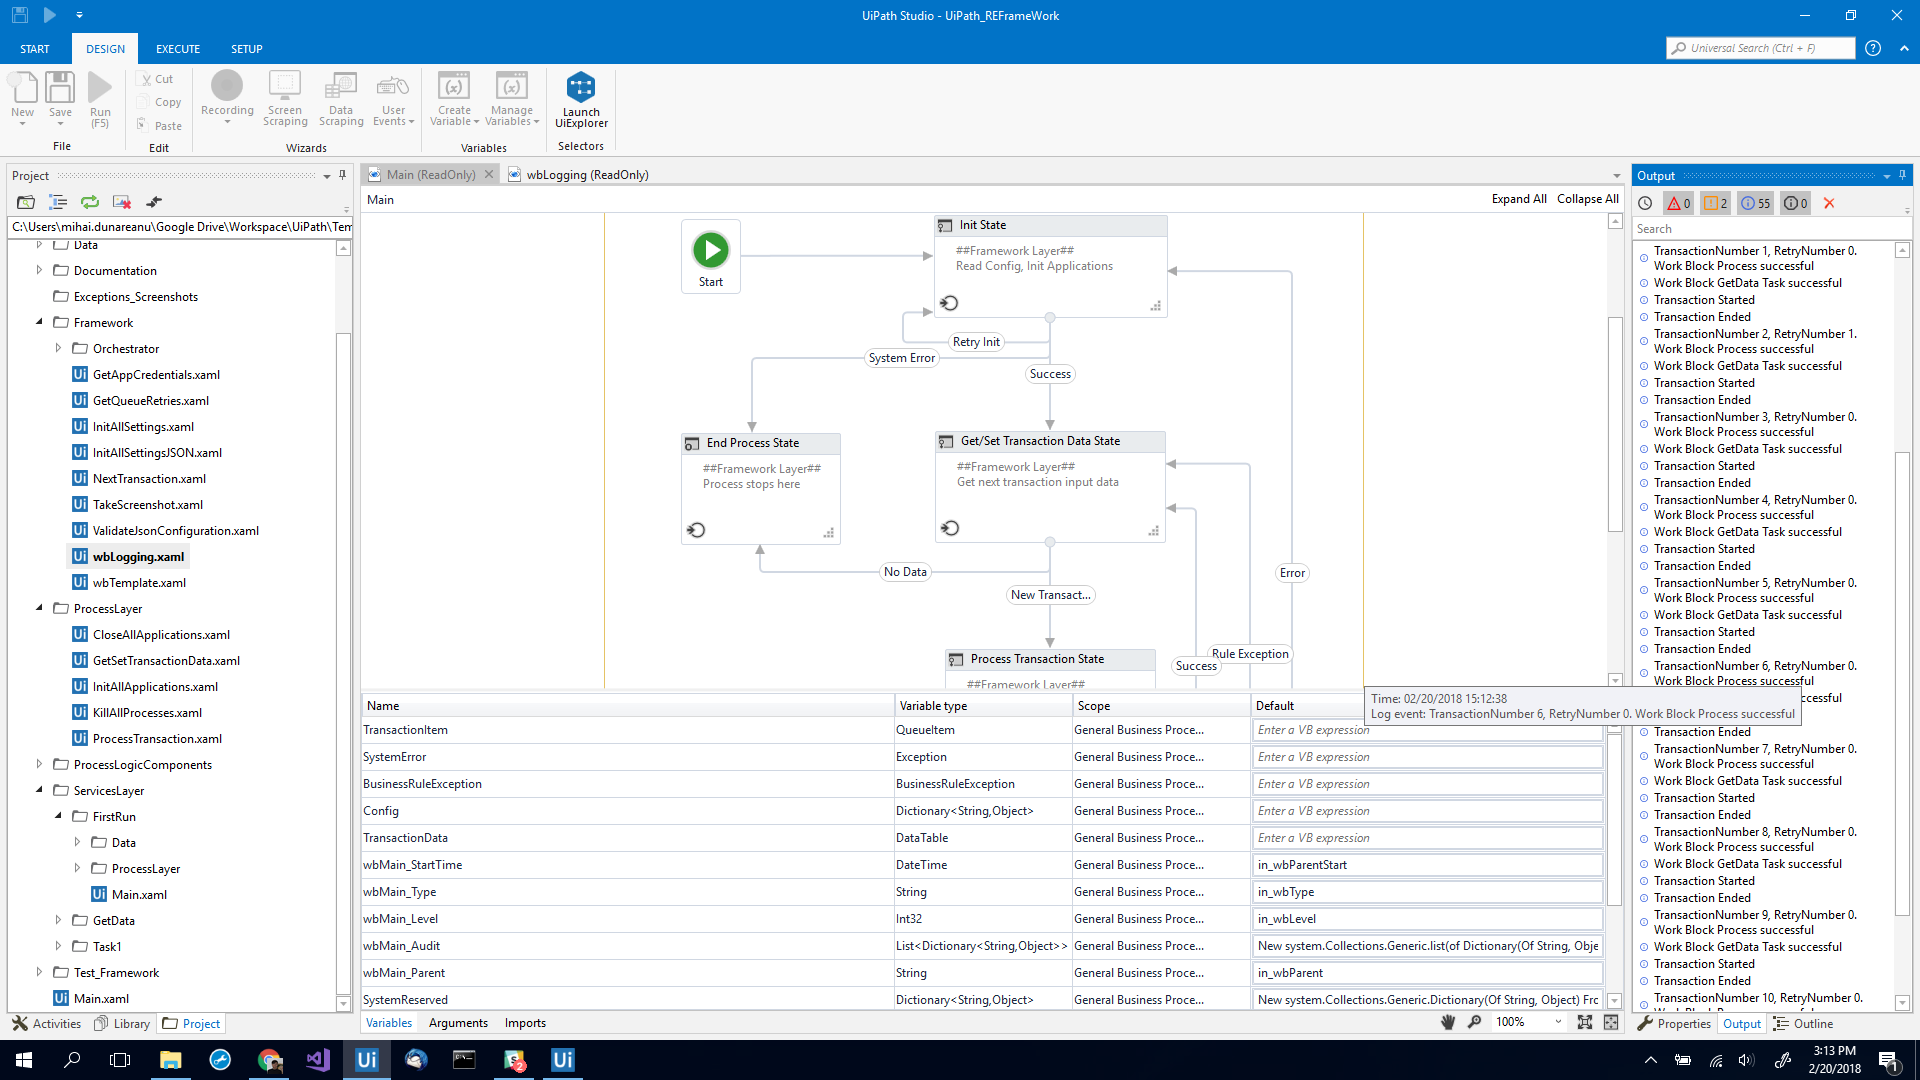 UiPath Studio - UiPath_REFrameWork
START
DESIGN
EXECUTE
SETUP
Universal Search (Ctrl + F)
New
Save
Run
(F5)
File
Cut
Copy
Paste
Edit
Recording
Screen
Scraping
Data
Scraping
User
Events
Wizards
Create
Variable
Manage
Variables
Variables
Launch
UiExplorer
Selectors
Project
C:\Users\mihai.dunareanu\Google Drive\Workspace\UiPath\Tem
Data
Documentation
Exceptions_Screenshots
Framework
Orchestrator
GetAppCredentials.xaml
GetQueueRetries.xaml
InitAllSettings.xaml
InitAllSettingsJSON.xaml
NextTransaction.xaml
TakeScreenshot.xaml
ValidateJsonConfiguration.xaml
wbLogging.xaml
wbTemplate.xaml
ProcessLayer
CloseAllApplications.xaml
GetSetTransactionData.xaml
InitAllApplications.xaml
KillAllProcesses.xaml
ProcessTransaction.xaml
ProcessLogicComponents
ServicesLayer
FirstRun
Data
ProcessLayer
Main.xaml
GetData
Task1
Test_Framework
Main.xaml
Activities
Library
Project
Main (ReadOnly)
wbLogging (ReadOnly)
Main
Expand All
Collapse All
Start
Init State
##Framework Layer##
Read Config, Init Applications
Retry Init
System Error
Success
End Process State
##Framework Layer##
Process stops here
Get/Set Transaction Data State
##Framework Layer##
Get next transaction input data
No Data
New Transact...
Error
Rule Exception
Success
Process Transaction State
##Framework Layer##
Name Variable type Scope Default
TransactionItem QueueItem General Business Proce... Enter a VB expression
SystemError Exception General Business Proce... Enter a VB expression
BusinessRuleException BusinessRuleException General Business Proce... Enter a VB expression
Config Dictionary<String,Object> General Business Proce... Enter a VB expression
TransactionData DataTable General Business Proce... Enter a VB expression
wbMain_StartTime DateTime General Business Proce... in_wbParentStart
wbMain_Type String General Business Proce... in_wbType
wbMain_Level Int32 General Business Proce... in_wbLevel
wbMain_Audit List<Dictionary<String,Object>> General Business Proce... New system.Collections.Generic.list(of Dictionary(Of String, Obje
wbMain_Parent String General Business Proce... in_wbParent
SystemReserved Dictionary<String,Object> General Business Proce... New system.Collections.Generic.Dictionary(Of String, Object) Fro
Variables
Arguments
Imports
100%
Time: 02/20/2018 15:12:38
Log event: TransactionNumber 6, RetryNumber 0. Work Block Process successful
Output
0
2
55
0
Search
TransactionNumber 1, RetryNumber 0.
Work Block Process successful
Work Block GetData Task successful
Transaction Started
Transaction Ended
TransactionNumber 2, RetryNumber 1.
Work Block Process successful
Work Block GetData Task successful
Transaction Started
Transaction Ended
TransactionNumber 3, RetryNumber 0.
Work Block Process successful
Work Block GetData Task successful
Transaction Started
Transaction Ended
TransactionNumber 4, RetryNumber 0.
Work Block Process successful
Work Block GetData Task successful
Transaction Started
Transaction Ended
TransactionNumber 5, RetryNumber 0.
Work Block Process successful
Work Block GetData Task successful
Transaction Started
Transaction Ended
TransactionNumber 6, RetryNumber 0.
Work Block Process successful
cessful
Transaction Ended
TransactionNumber 7, RetryNumber 0.
Work Block Process successful
Work Block GetData Task successful
Transaction Started
Transaction Ended
TransactionNumber 8, RetryNumber 0.
Work Block Process successful
Work Block GetData Task successful
Transaction Started
Transaction Ended
TransactionNumber 9, RetryNumber 0.
Work Block Process successful
Work Block GetData Task successful
Transaction Started
Transaction Ended
TransactionNumber 10, RetryNumber 0.
Properties
Output
Outline
Ui
Ui
3:13 PM
2/20/2018
2
1